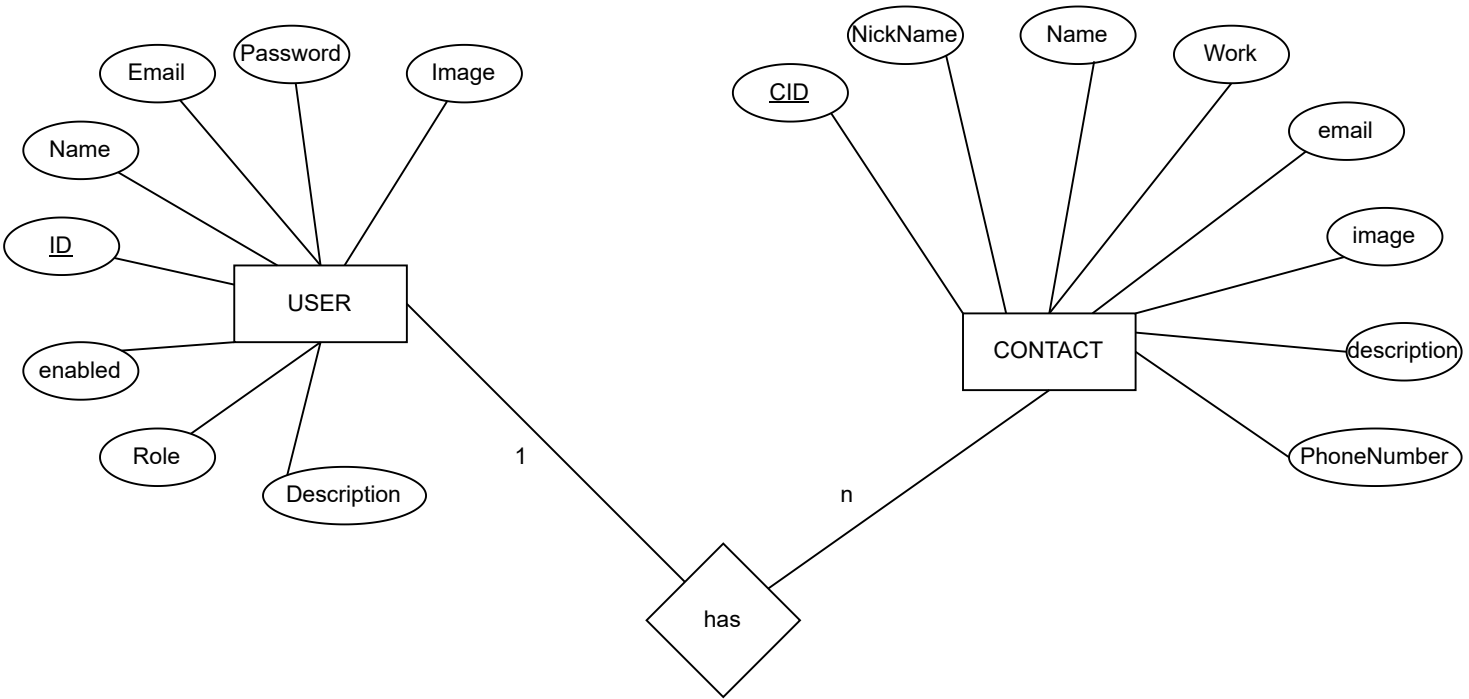 NickName
Name
Work
Password
Email
Image
CID
email
Name
image
ID
USER
CONTACT
description
enabled
Role
1
PhoneNumber
Description
n
has